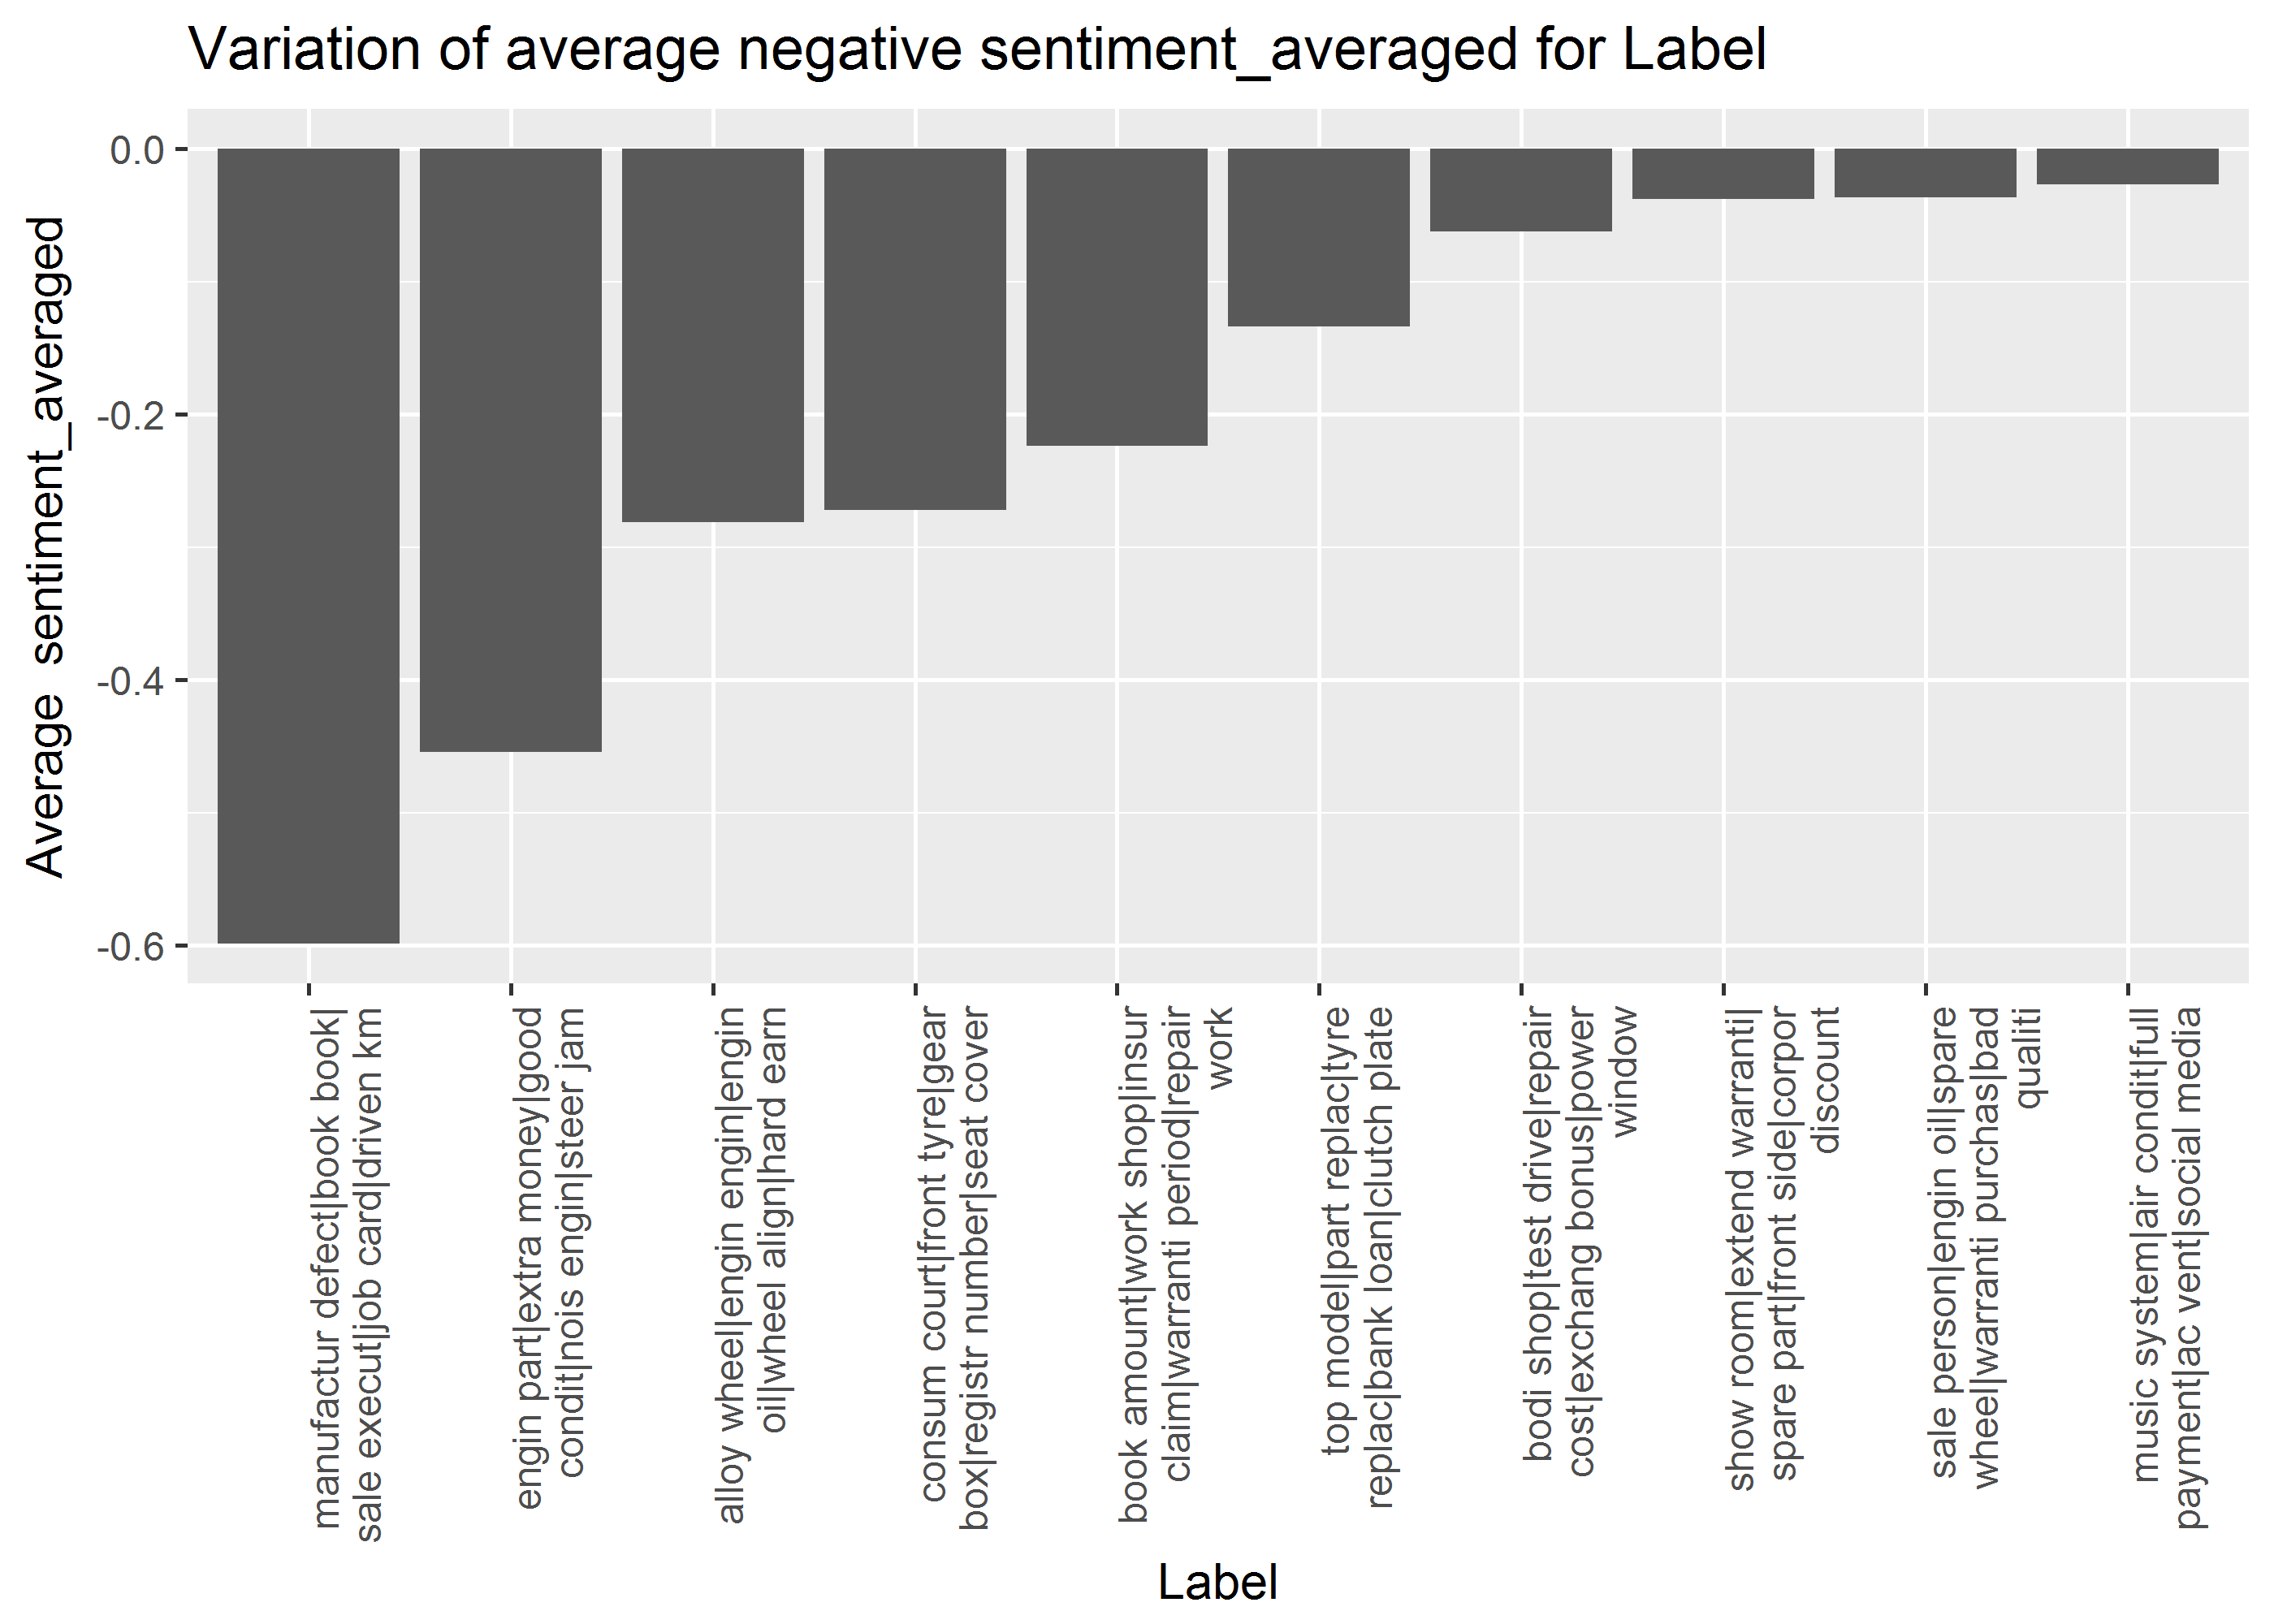 Variation of average negative sentiment_averaged for Label
Average  sentiment_averaged
0.0
-0.2
-0.4
-0.6
manufactur defect|book book|
sale execut|job card|driven km
engin part|extra money|good
condit|nois engin|steer jam
alloy wheel|engin engin|engin
oil|wheel align|hard earn
consum court|front tyre|gear
box|registr number|seat cover
book amount|work shop|insur
claim|warranti period|repair
work
top model|part replac|tyre
replac|bank loan|clutch plate
bodi shop|test drive|repair
cost|exchang bonus|power
window
show room|extend warranti|
spare part|front side|corpor
discount
sale person|engin oil|spare
wheel|warranti purchas|bad
qualiti
music system|air condit|full
payment|ac vent|social media
Label